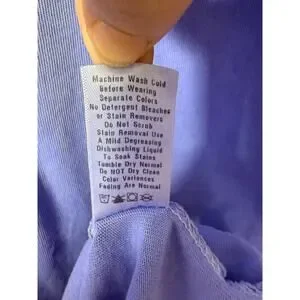 Machine Wash Cold
Before Wearing
Separate Colors
No Detergent Bleaches
or Stain Removers
Do Not Scrub
Stain Removal Use
A Mild Degreasing
Dishwashing Liquid
To Soak Stains
Tumble Dry Normal
Do NOT Dry Clean
Color Variances
Fading Are Normal